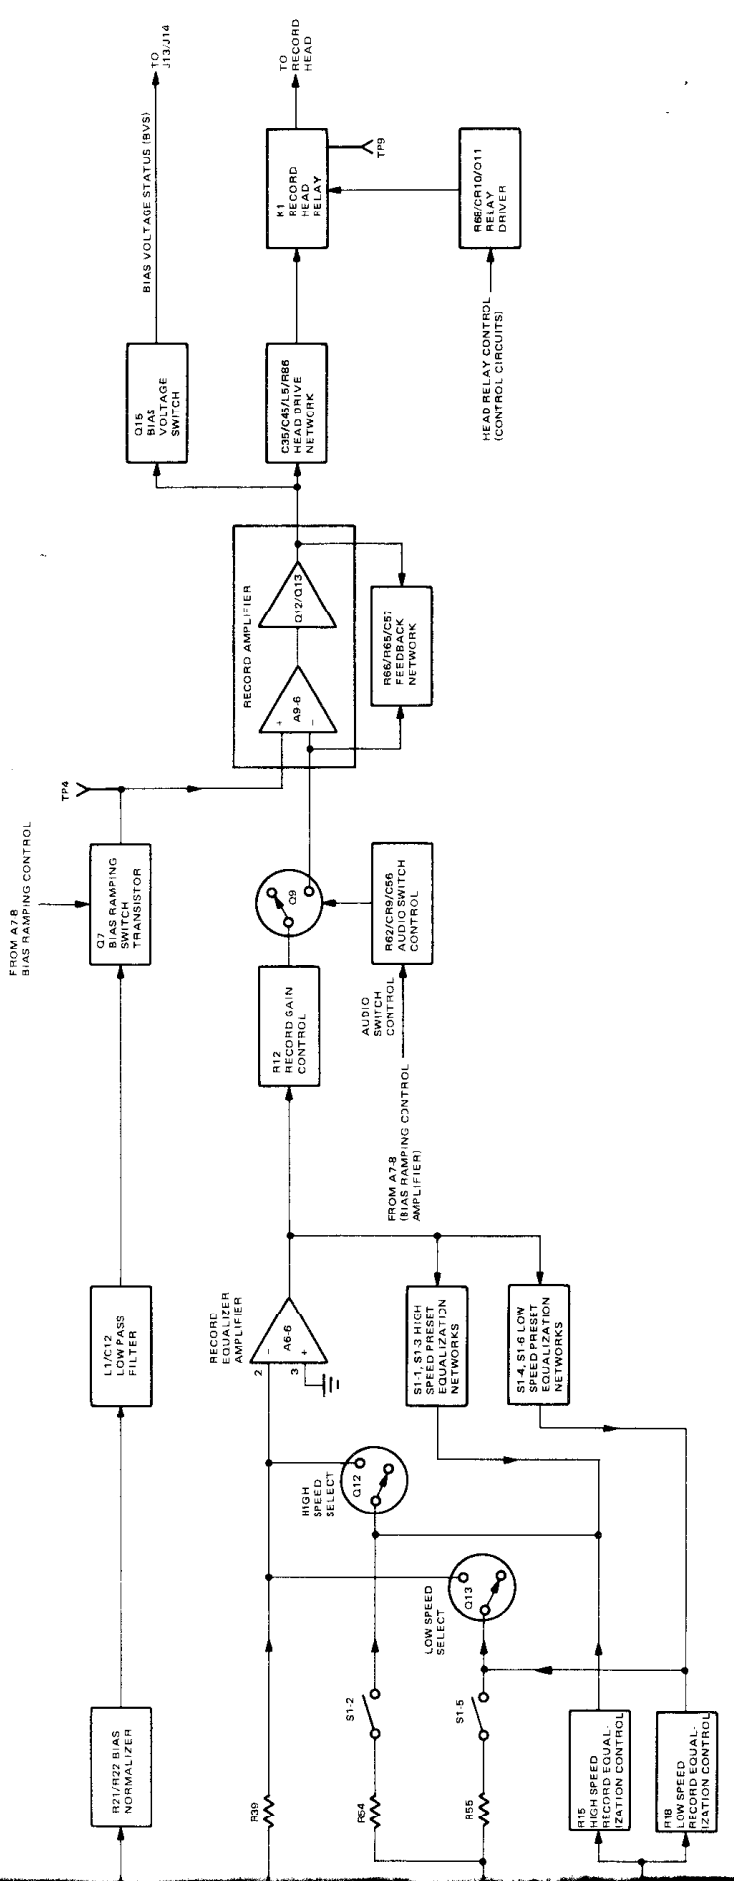 TO
J13/J14
BIAS VOLTAGE STATUS (BVS)
Q15
BIAS
VOLTAGE
SWITCH
TO
RECORD
HEAD
K1
RECORD
HEAD
RELAY
TP9
R68/CR10/Q11
RELAY
DRIVER
HEAD RELAY CONTROL
(CONTROL CIRCUITS)
C35/C45/L5/R86
HEAD DRIVE
NETWORK
RECORD AMPLIFIER
Q12/Q13
A9-6
+
-
R66/R65/C57
FEEDBACK
NETWORK
TP4
FROM A7-8
BIAS RAMPING CONTROL
Q7
BIAS RAMPING
SWITCH
TRANSISTOR
Q9
R62/CR9/C56
AUDIO SWITCH
CONTROL
AUDIO
SWITCH
CONTROL
FROM A7-8
(BIAS RAMPING CONTROL
AMPLIFIER)
R12
RECORD GAIN
CONTROL
L1/C12
LOW PASS
FILTER
RECORD
EQUALIZER
AMPLIFIER
A6-6
2
-
3
+
S1-1, S1-3 HIGH
SPEED PRESET
EQUALIZATION
NETWORKS
S1-4, S1-6 LOW
SPEED PRESET
EQUALIZATION
NETWORKS
HIGH
SPEED
SELECT
Q12
LOW SPEED
SELECT
Q13
S1-2
S1-5
R21/R22 BIAS
NORMALIZER
R39
R54
R55
R15
HIGH SPEED
RECORD EQUAL-
IZATION CONTROL
R18
LOW SPEED
RECORD EQUAL-
IZATION CONTROL